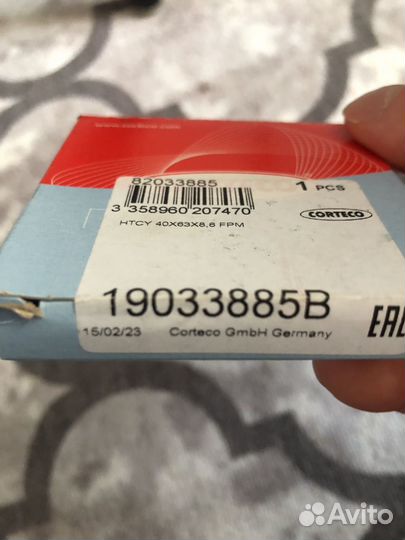 www.corteco.com
82033885
1 PCS
3 358960 207470
CORTECO
HTCY 40X63X8,6 FPM
19033885B
EAC
15/02/23 Corteco GmbH Germany
Avito